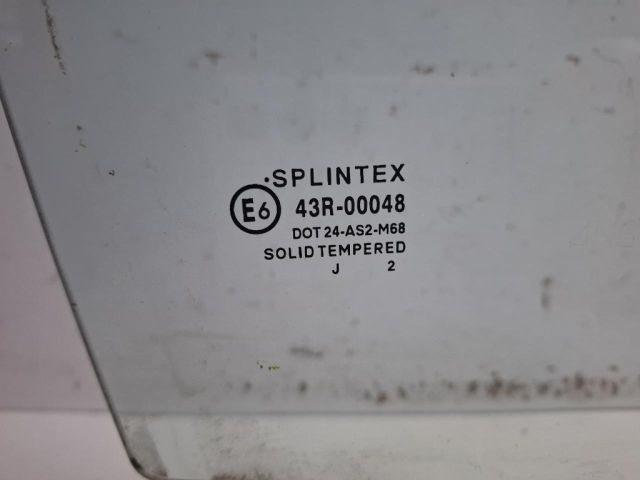 ·SPLINTEX
E6 43R-00048
DOT 24-AS2-M68
SOLID TEMPERED
J 2